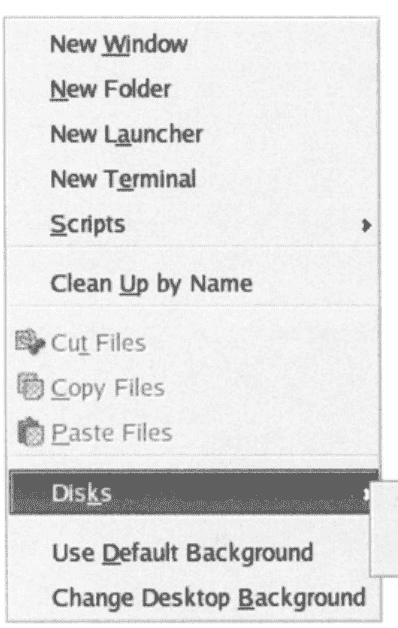 New Window
New Folder
New Launcher
New Terminal
Scripts
Clean Up by Name
Cut Files
Copy Files
Paste Files
Disks
Use Default Background
Change Desktop Background